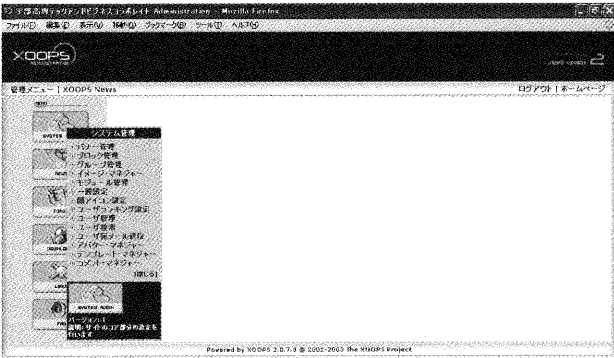 Administration - Mozilla Firefox
ファイル(F) 編集(E) 表示(V) 移動(G) ブックマーク(B) ツール(T) ヘルプ(H)
XOOPS
2
管理メニュー | XOOPS News
ログアウト | ホームページ
システム管理
バナー管理
ブロック管理
グループ管理
イメージ・マネジャー
モジュール管理
一般設定
顔アイコン設定
ユーザランキング設定
ユーザ管理
ユーザ検索
ユーザ宛メール送信
アバター・マネジャー
テンプレート・マネジャー
コメント・マネジャー
[閉じる]
SYSTEM ADMIN
バージョン: 1
説明: サイトのコア部分の設定を
行います
Powered by XOOPS 2.0.7.3 © 2001-2003 The XOOPS Project